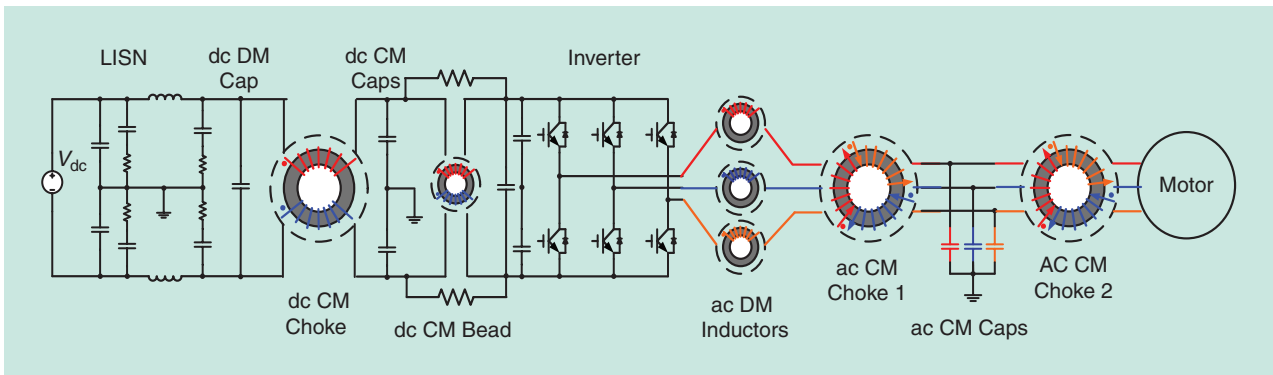 LISN
dc DM
Cap
dc CM
Caps
Inverter
Vdc
Motor
dc CM
Choke
dc CM Bead
ac DM
Inductors
ac CM
Choke 1
ac CM Caps
AC CM
Choke 2